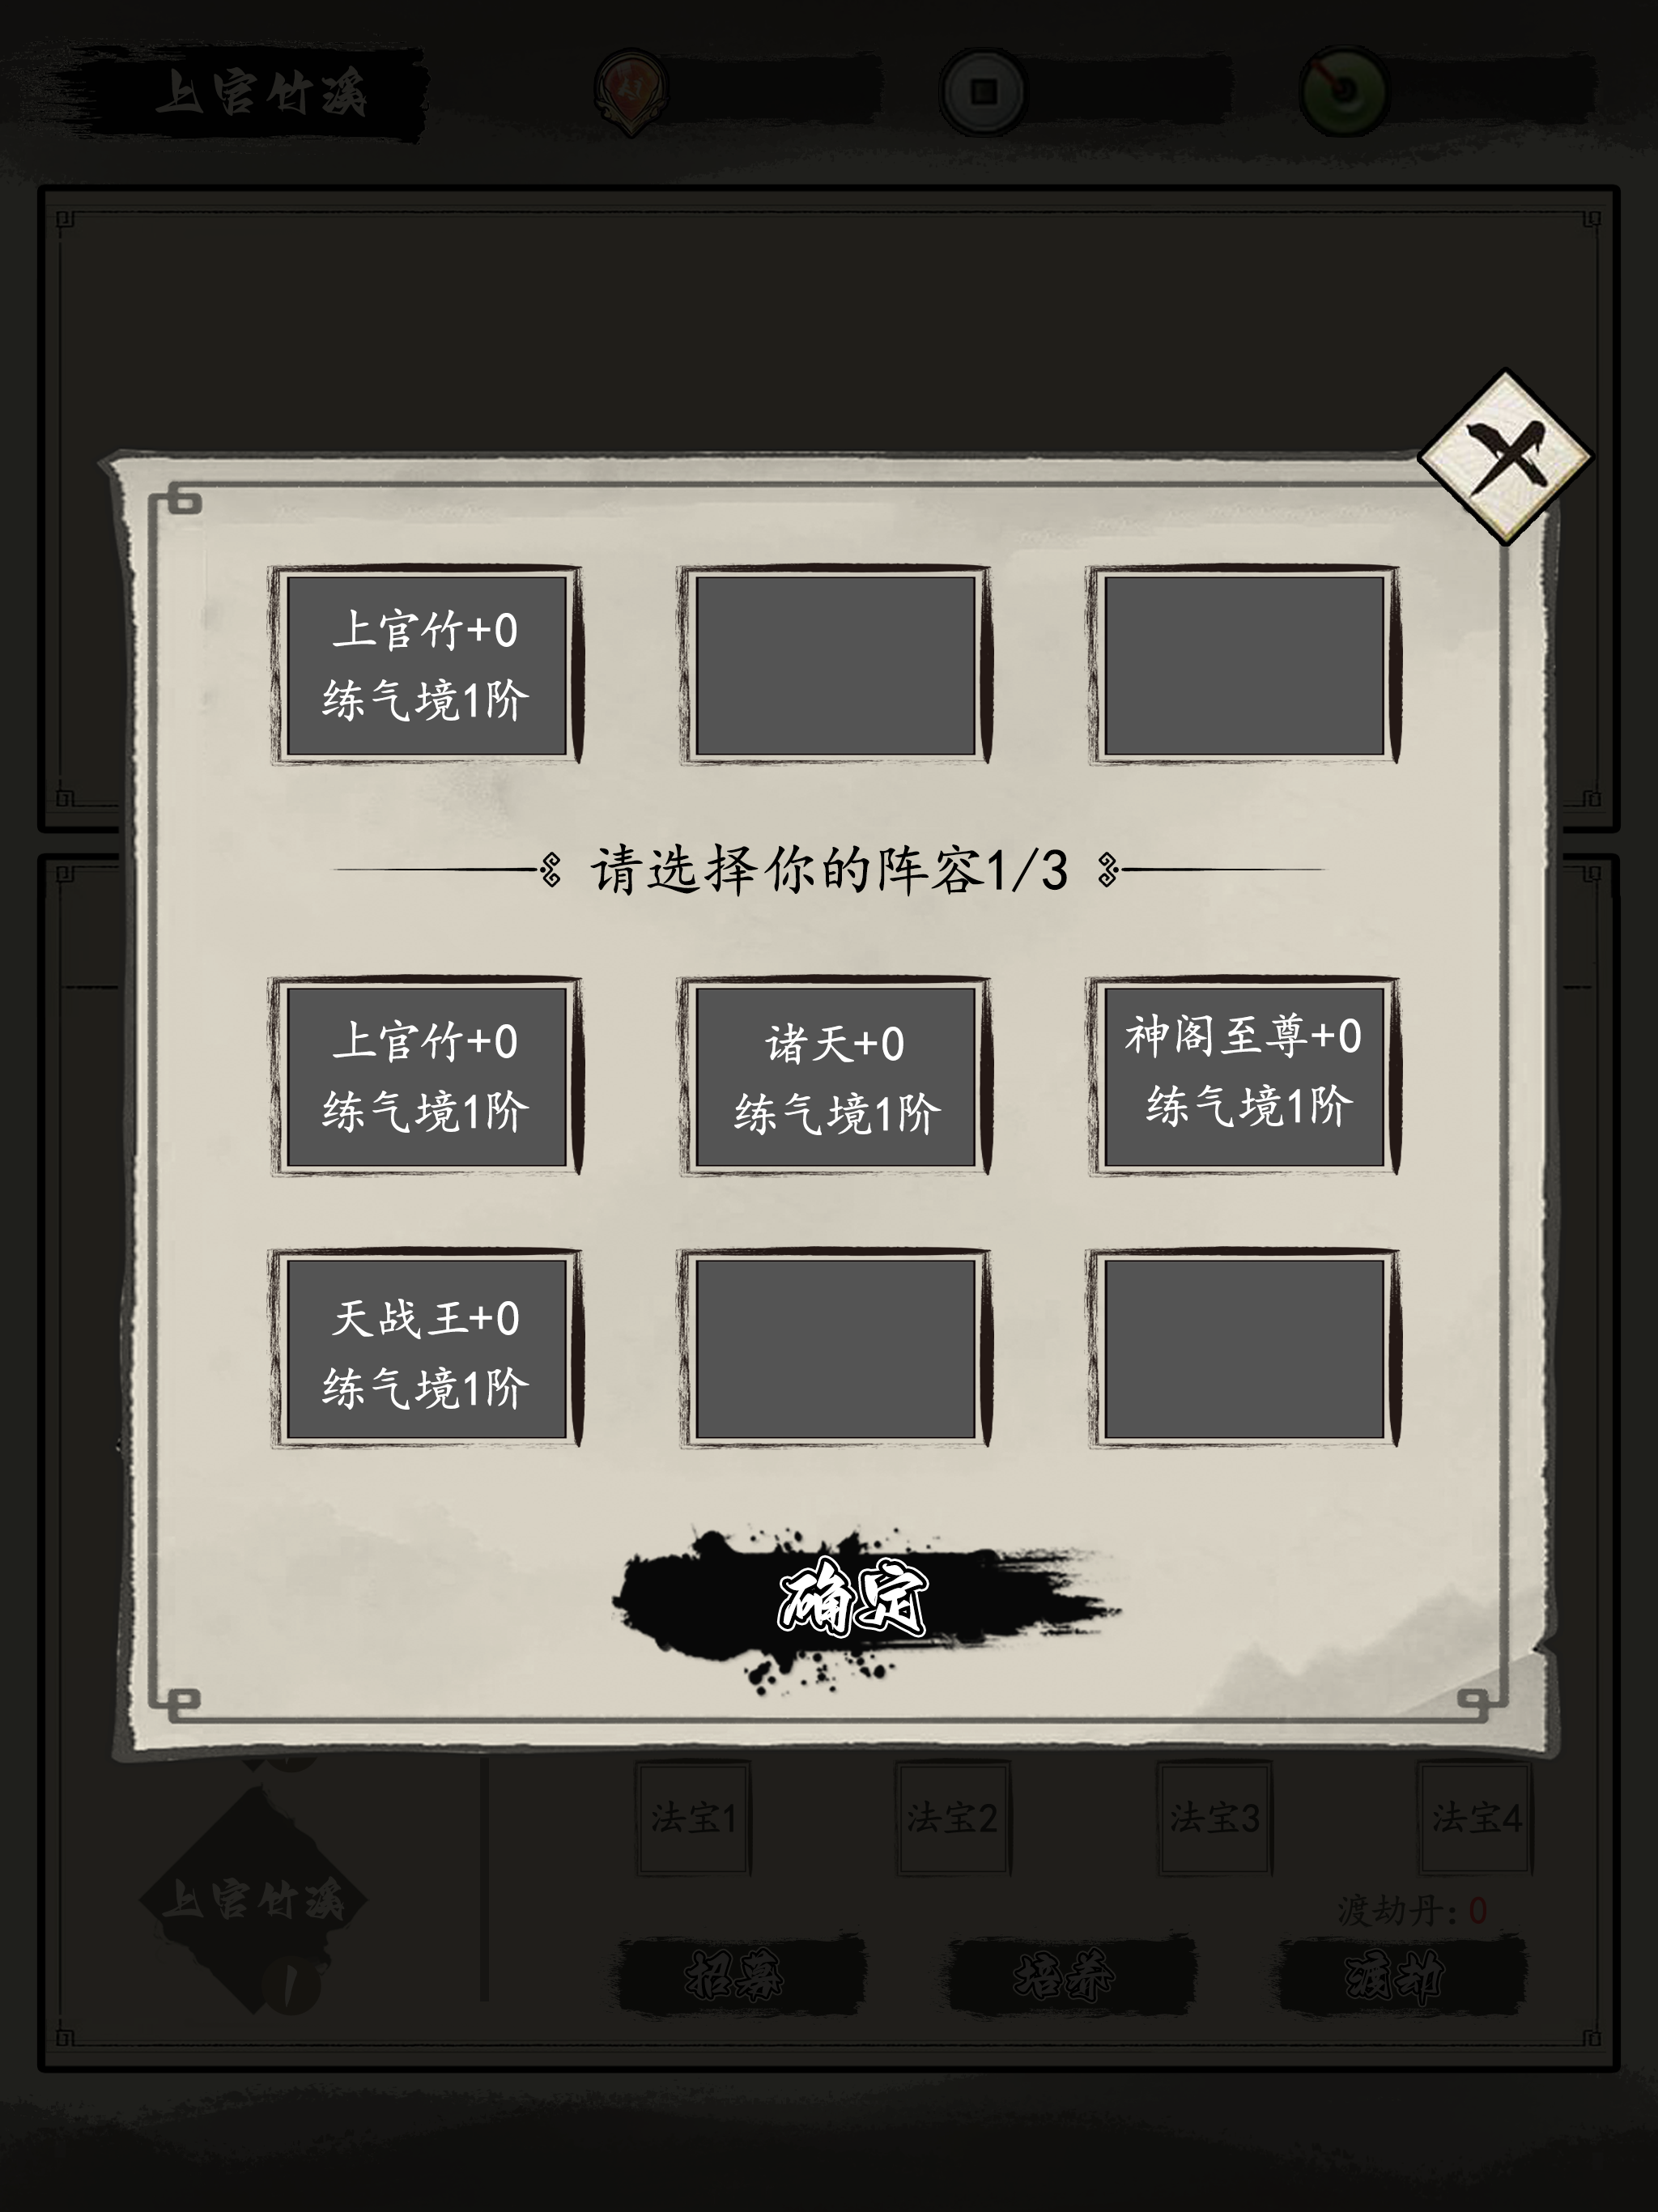 上官竹溪
上官竹+0
练气境1阶
请选择你的阵容1/3
上官竹+0
练气境1阶
诸天+0
练气境1阶
神阁至尊+0
练气境1阶
天战王+0
练气境1阶
确定
法宝1
法宝2
法宝3
法宝4
上官竹溪
渡劫丹:0
招募
培养
渡劫